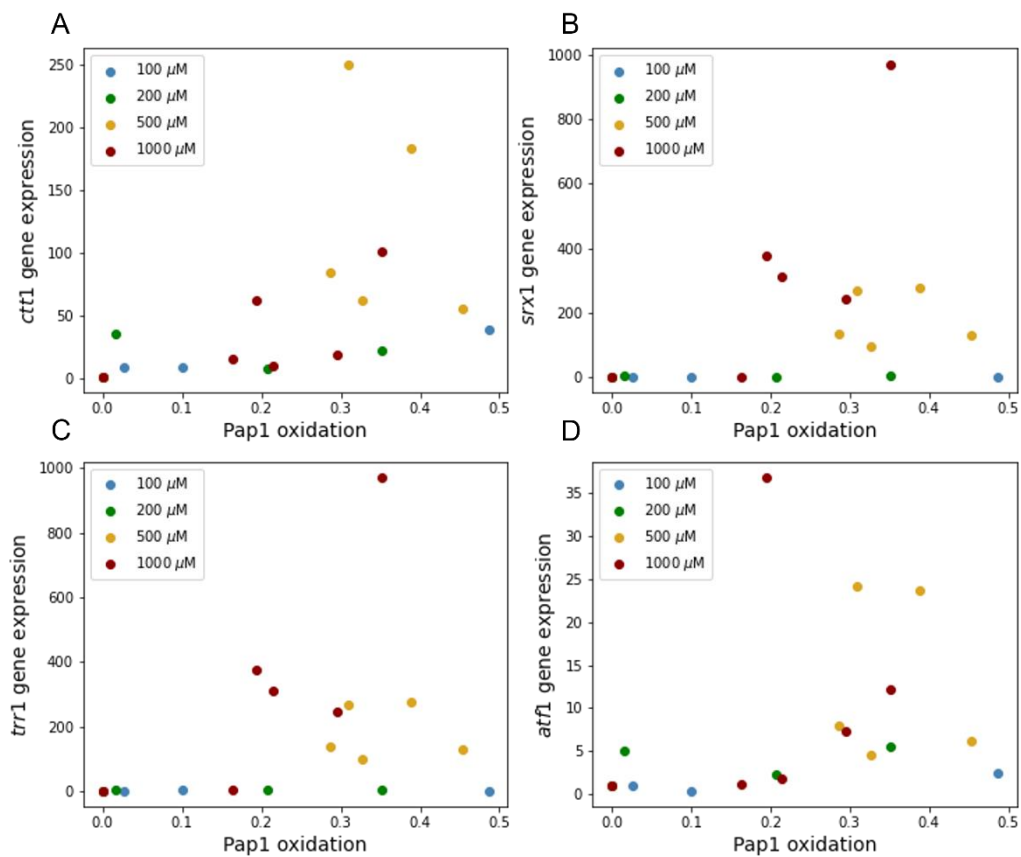 A
250
200
150
100
50
0
ctt1 gene expression
100 μM
200 μM
500 μM
1000 μM
0.0 0.1 0.2 0.3 0.4 0.5
Pap1 oxidation
B
1000
800
600
400
200
0
srx1 gene expression
100 μM
200 μM
500 μM
1000 μM
0.0 0.1 0.2 0.3 0.4 0.5
Pap1 oxidation
C
1000
800
600
400
200
0
trr1 gene expression
100 μM
200 μM
500 μM
1000 μM
0.0 0.1 0.2 0.3 0.4 0.5
Pap1 oxidation
D
35
30
25
20
15
10
5
0
atf1 gene expression
100 μM
200 μM
500 μM
1000 μM
0.0 0.1 0.2 0.3 0.4 0.5
Pap1 oxidation